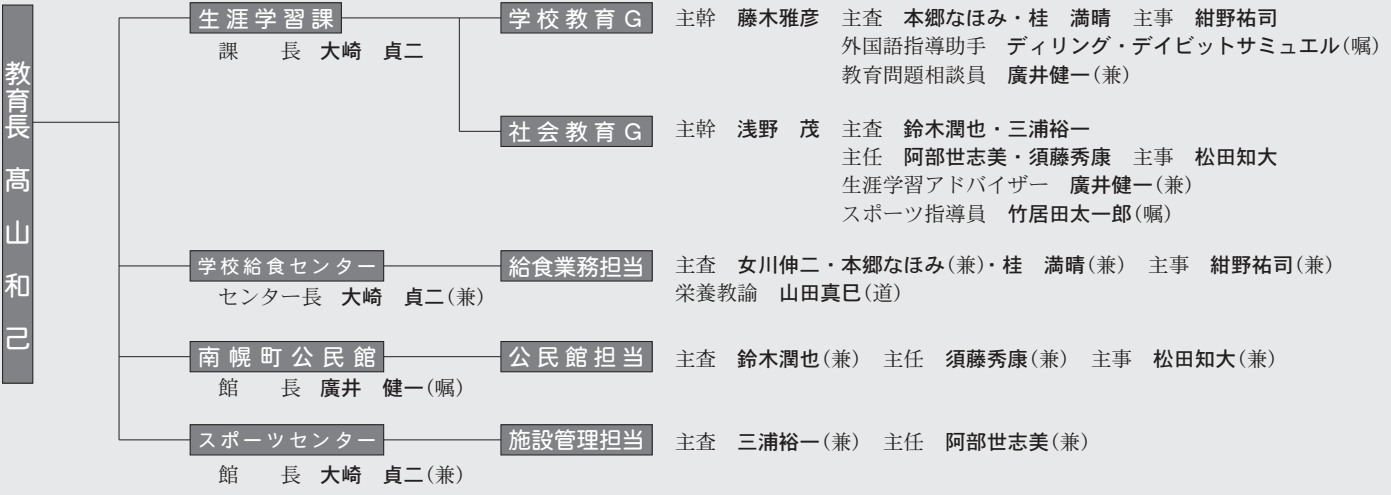 教育長 髙山和己
生涯学習課
課　長 大崎　貞二
学校教育G 主幹　藤木雅彦　主査　本郷なほみ・桂　満晴　主事　紺野祐司
外国語指導助手　ディリング・デイビットサミュエル(嘱)
教育問題相談員　廣井健一(兼)
社会教育G 主幹　浅野　茂　主査　鈴木潤也・三浦裕一
主任　阿部世志美・須藤秀康　主事　松田知大
生涯学習アドバイザー　廣井健一(兼)
スポーツ指導員　竹居田太一郎(嘱)
学校給食センター 給食業務担当 主査　女川伸二・本郷なほみ(兼)・桂　満晴(兼)　主事　紺野祐司(兼)
センター長　大崎　貞二(兼) 栄養教諭　山田真巳(道)
南幌町公民館 公民館担当 主査　鈴木潤也(兼)　主任　須藤秀康(兼)　主事　松田知大(兼)
館　長　廣井　健一(嘱)
スポーツセンター 施設管理担当 主査　三浦裕一(兼)　主任　阿部世志美(兼)
館　長　大崎　貞二(兼)